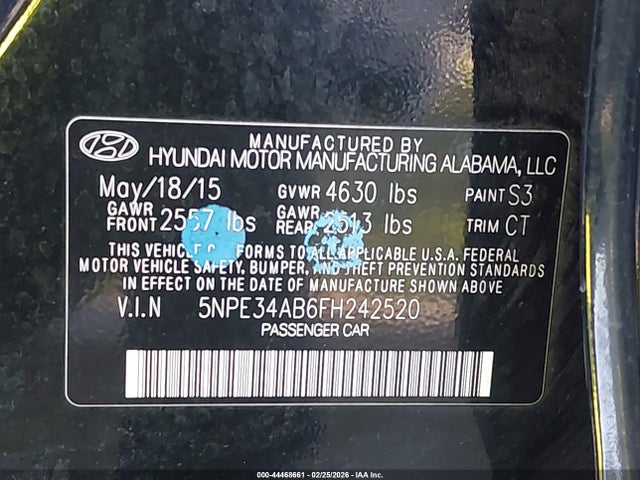 MANUFACTURED BY
HYUNDAI MOTOR MANUFACTURING ALABAMA, LLC
May/18/15 GVWR 4630 lbs PAINT S3
GAWR FRONT 2557 lbs GAWR REAR 2513 lbs TRIM CT
THIS VEHICLE FORMS TO ALL APPLICABLE U.S.A. FEDERAL
MOTOR VEHICLE SAFETY, BUMPER, AND THEFT PREVENTION STANDARDS
IN EFFECT ON THE DATE OF MANUFACTURE SHOWN ABOVE
V.I.N 5NPE34AB6FH242520
PASSENGER CAR
000-44468661 - 02/25/2026 - IAA Inc.